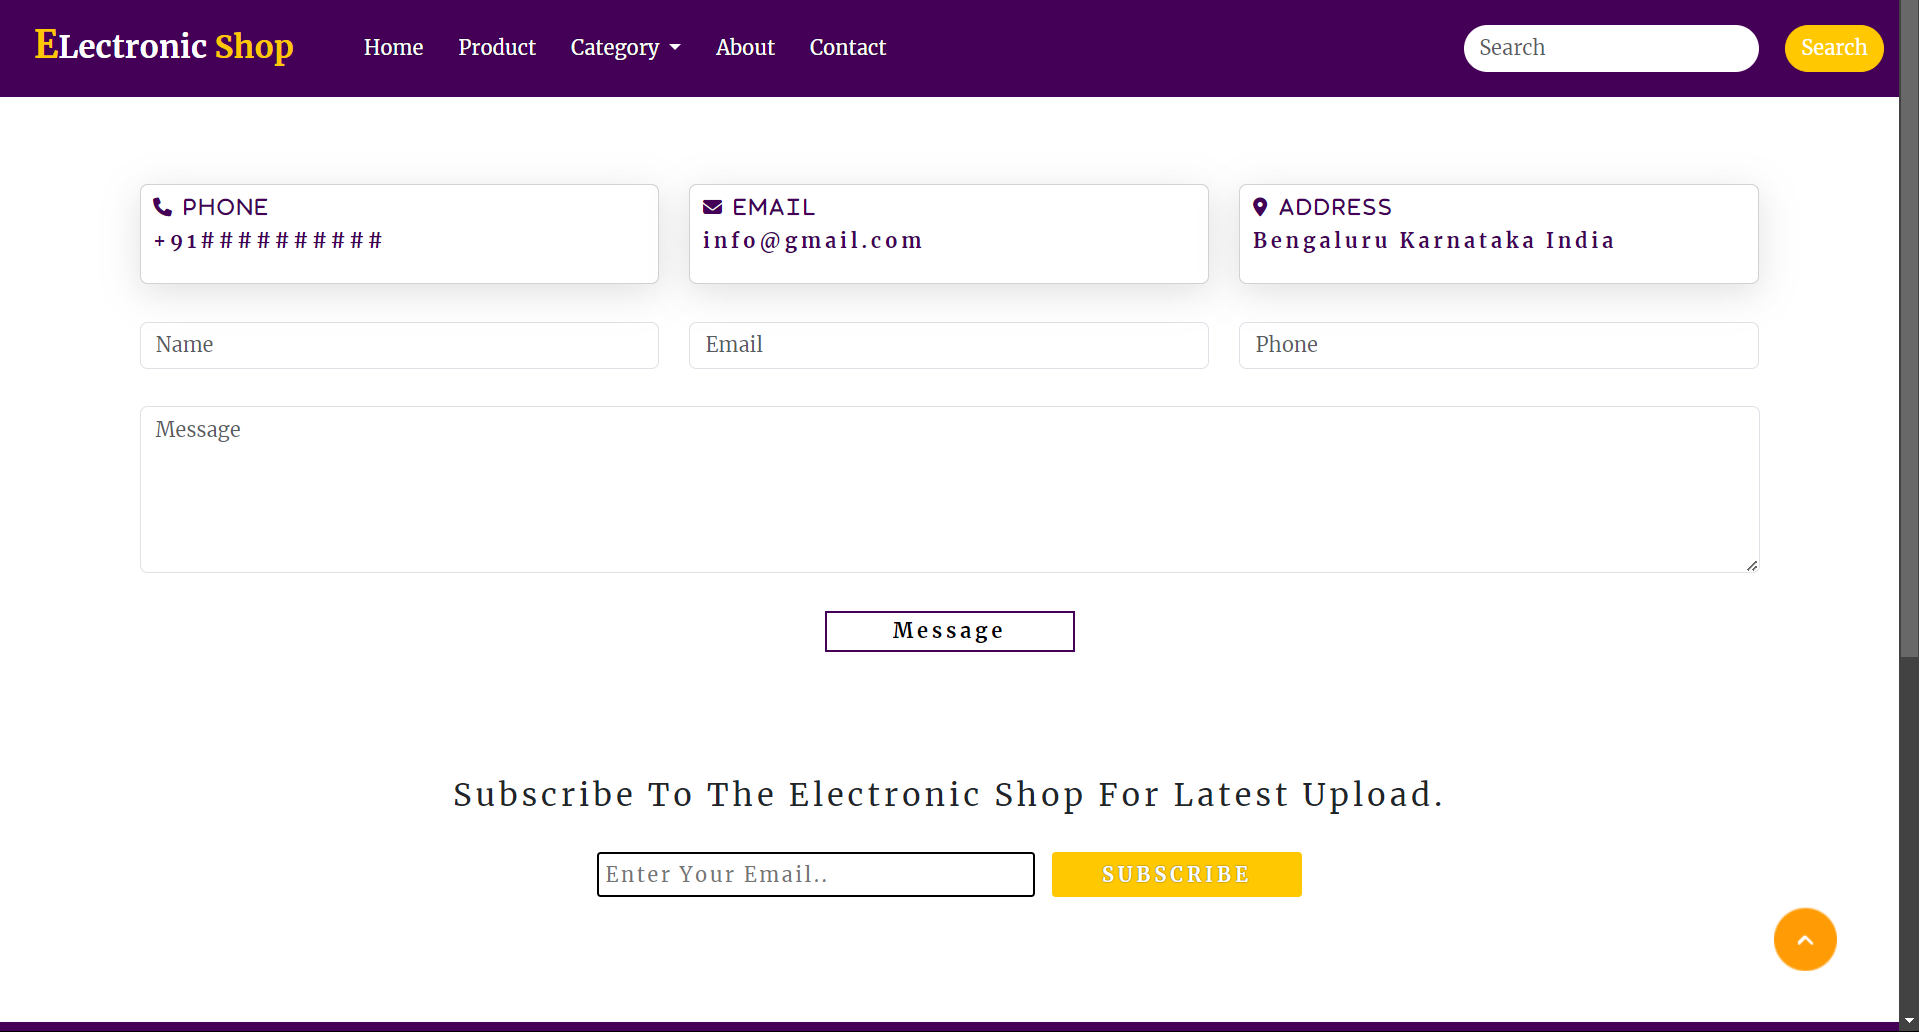 ELectronic Shop Home Product Category About Contact Search Search
PHONE
+91##########
EMAIL
info@gmail.com
ADDRESS
Bengaluru Karnataka India
Name Email Phone
Message
Message
Subscribe To The Electronic Shop For Latest Upload.
Enter Your Email.. SUBSCRIBE